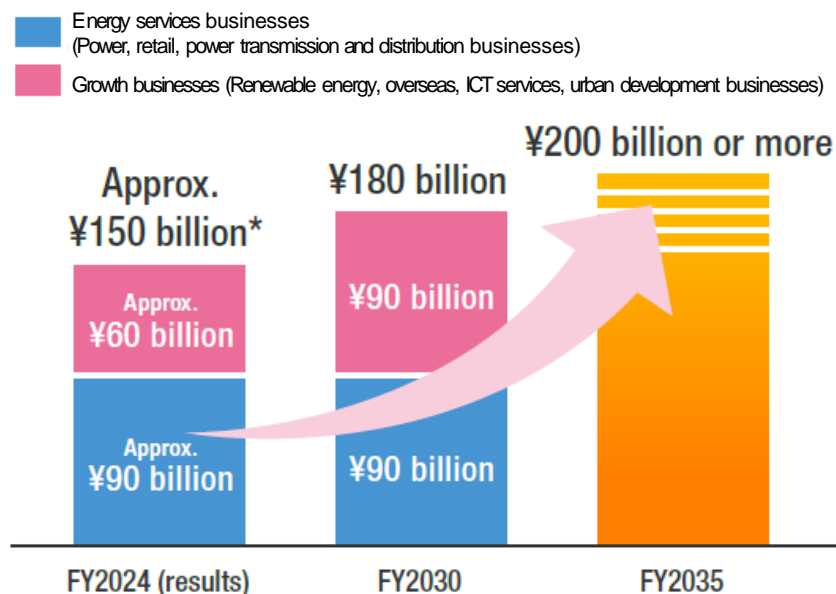 Energy services businesses
(Power, retail, power transmission and distribution businesses)
Growth businesses (Renewable energy, overseas, ICT services, urban development businesses)
Approx.
¥150 billion*
¥180 billion
¥200 billion or more
Approx.
¥60 billion
¥90 billion
Approx.
¥90 billion
¥90 billion
FY2024 (results)
FY2030
FY2035